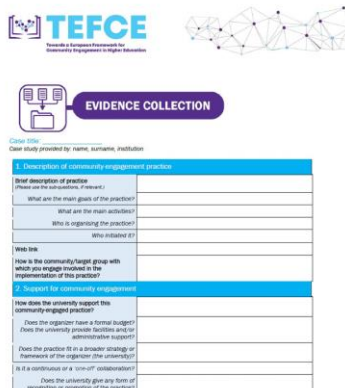 TEFCE
Towards a European Framework for
Community Engagement in Higher Education
EVIDENCE COLLECTION
Case title:
Case study provided by: name, surname, institution
1. Description of community-engagement practice
Brief description of practice
(Please use the sub-questions, if relevant.)
What are the main goals of the practice?
What are the main activities?
Who is organising the practice?
Who initiated it?
Web link
How is the community/target group with
which you engage involved in the
implementation of this practice?
2. Support for community engagement
How does the university support this
community-engaged practice?
Does the organizer have a formal budget?
Does the university provide facilities and/or
administrative support?
Does the practice fit in a broader strategy or
framework of the organizer (the university)?
Is it a continuous or a 'one-off' collaboration?
Does the university give any form of